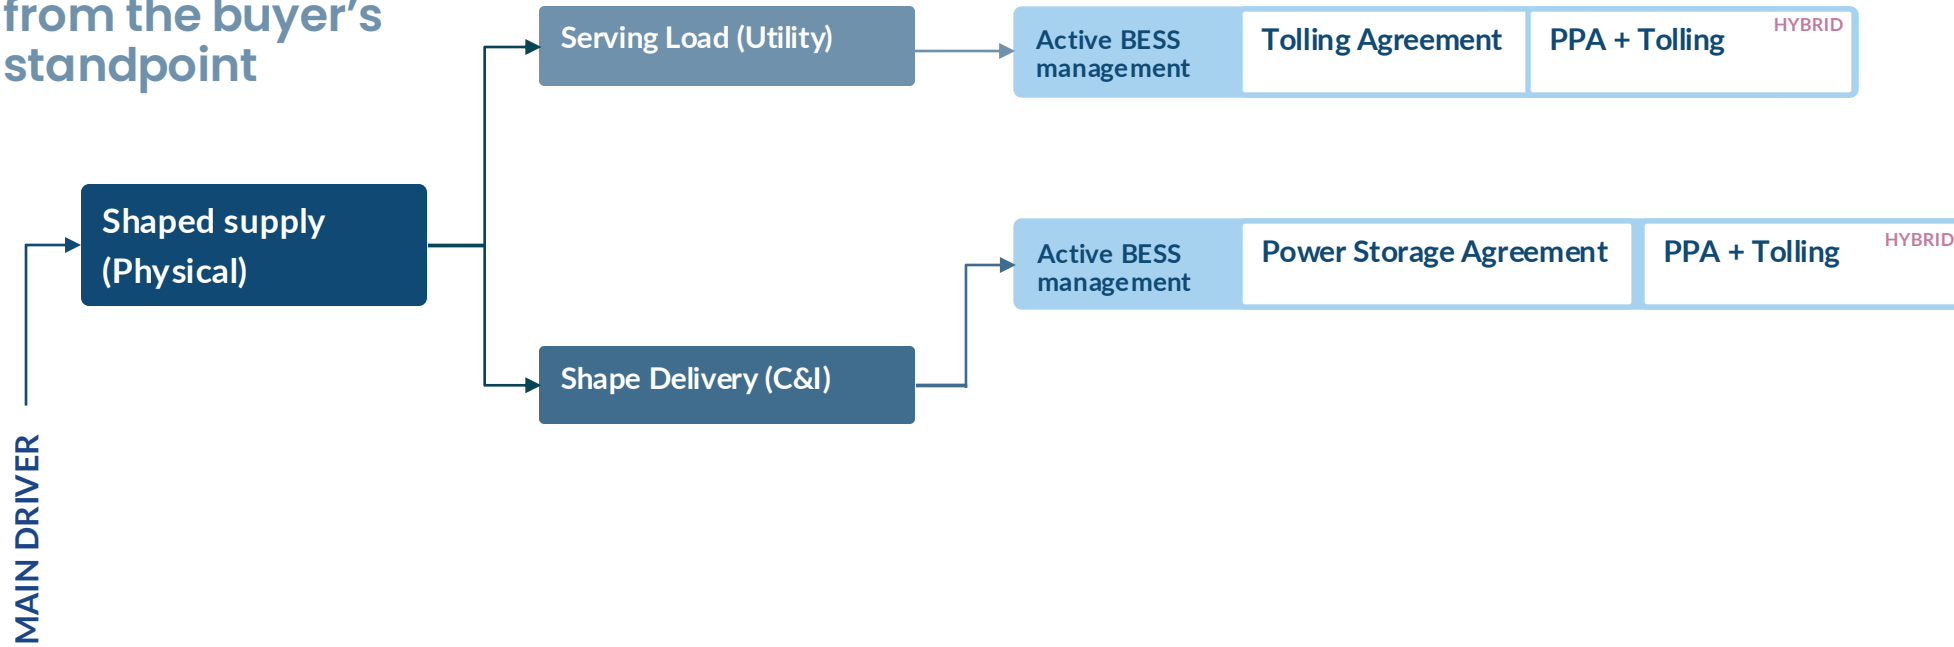 from the buyer's
standpoint
Serving Load (Utility)
Active BESS
management
Tolling Agreement
PPA + Tolling
HYBRID
Shaped supply
(Physical)
Active BESS
management
Power Storage Agreement
PPA + Tolling
HYBRID
Shape Delivery (C&I)
MAIN DRIVER